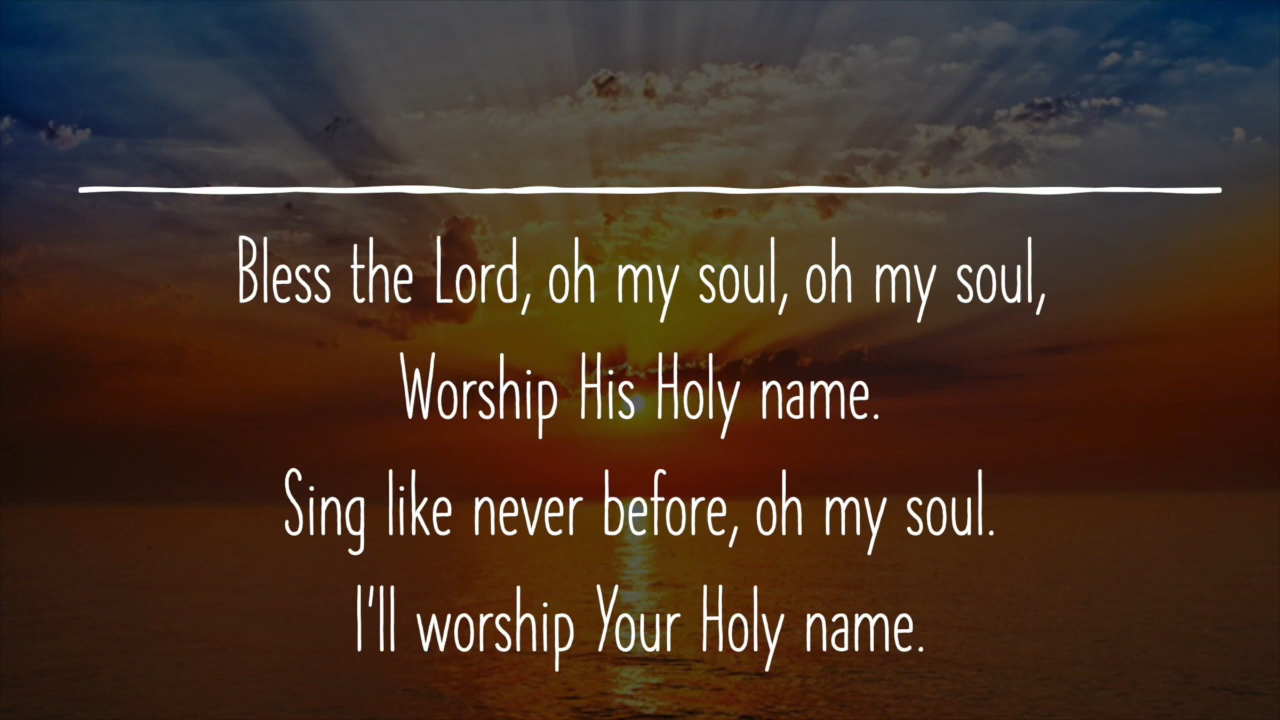 Bless the Lord, oh my soul, oh my soul,
Worship His Holy name.
Sing like never before, oh my soul.
I'll worship Your Holy name.